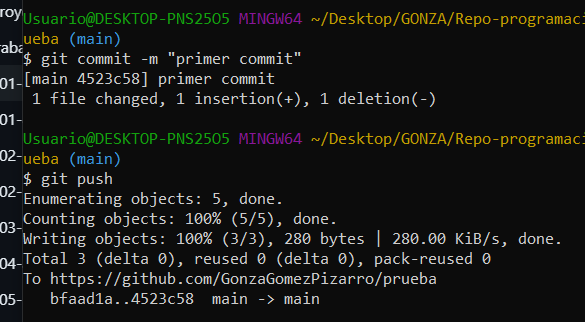 roy
Usuario@DESKTOP-PNS25O5 MINGW64 ~/Desktop/GONZA/Repo-programaci
raba
ueba (main)
$ git commit -m "primer commit"
01-
[main 4523c58] primer commit
1 file changed, 1 insertion(+), 1 deletion(-)
01-
Usuario@DESKTOP-PNS25O5 MINGW64 ~/Desktop/GONZA/Repo-programaci
02-
ueba (main)
$ git push
02-
Enumerating objects: 5, done.
03-
Counting objects: 100% (5/5), done.
Writing objects: 100% (3/3), 280 bytes | 280.00 KiB/s, done.
04-
Total 3 (delta 0), reused 0 (delta 0), pack-reused 0
To https://github.com/GonzaGomezPizarro/prueba
05-
bfaad1a..4523c58  main -> main